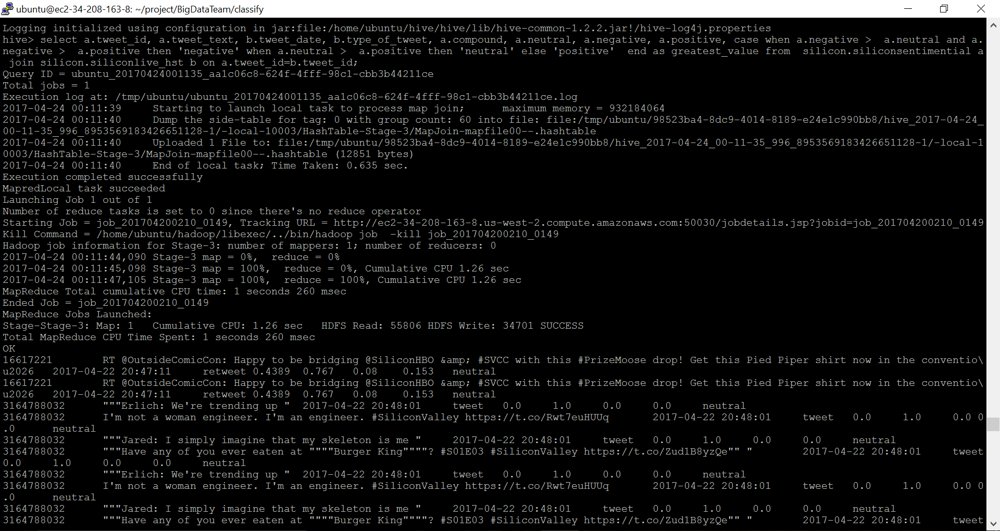 ubuntu@ec2-34-208-163-8: ~/project/BigDataTeam/classify
Logging initialized using configuration in jar:file:/home/ubuntu/hive/hive/lib/hive-common-1.2.2.jar!/hive-log4j.properties
hive> select a.tweet_id, a.tweet_text, b.tweet_date, b.type_of_tweet, a.compound, a.neutral, a.negative, a.positive, case when a.negative >  a.neutral and a.
negative >  a.positive then 'negative' when a.neutral >  a.positive then 'neutral' else 'positive'  end as greatest_value from  silicon.siliconsentimential a
 join silicon.siliconlive_hst b on a.tweet_id=b.tweet_id;
Query ID = ubuntu_20170424001135_aa1c06c8-624f-4fff-98c1-cbb3b44211ce
Total jobs = 1
Execution log at: /tmp/ubuntu/ubuntu_20170424001135_aa1c06c8-624f-4fff-98c1-cbb3b44211ce.log
2017-04-24 00:11:39     Starting to launch local task to process map join;      maximum memory = 932184064
2017-04-24 00:11:40     Dump the side-table for tag: 0 with group count: 60 into file: file:/tmp/ubuntu/98523ba4-8dc9-4014-8189-e24e1c990bb8/hive_2017-04-24_
00-11-35_996_8953569183426651128-1/-local-10003/HashTable-Stage-3/MapJoin-mapfile00--.hashtable
2017-04-24 00:11:40     Uploaded 1 File to: file:/tmp/ubuntu/98523ba4-8dc9-4014-8189-e24e1c990bb8/hive_2017-04-24_00-11-35_996_8953569183426651128-1/-local-1
0003/HashTable-Stage-3/MapJoin-mapfile00--.hashtable (12851 bytes)
2017-04-24 00:11:40     End of local task; Time Taken: 0.635 sec.
Execution completed successfully
MapredLocal task succeeded
Launching Job 1 out of 1
Number of reduce tasks is set to 0 since there's no reduce operator
Starting Job = job_201704200210_0149, Tracking URL = http://ec2-34-208-163-8.us-west-2.compute.amazonaws.com:50030/jobdetails.jsp?jobid=job_201704200210_0149
Kill Command = /home/ubuntu/hadoop/libexec/../bin/hadoop job  -kill job_201704200210_0149
Hadoop job information for Stage-3: number of mappers: 1; number of reducers: 0
2017-04-24 00:11:44,090 Stage-3 map = 0%,  reduce = 0%
2017-04-24 00:11:45,098 Stage-3 map = 100%,  reduce = 0%, Cumulative CPU 1.26 sec
2017-04-24 00:11:47,105 Stage-3 map = 100%,  reduce = 100%, Cumulative CPU 1.26 sec
MapReduce Total cumulative CPU time: 1 seconds 260 msec
Ended Job = job_201704200210_0149
MapReduce Jobs Launched:
Stage-Stage-3: Map: 1   Cumulative CPU: 1.26 sec   HDFS Read: 55806 HDFS Write: 34701 SUCCESS
Total MapReduce CPU Time Spent: 1 seconds 260 msec
OK
16617221        RT @OutsideComicCon: Happy to be bridging @SiliconHBO &amp; #SVCC with this #PrizeMoose drop! Get this Pied Piper shirt now in the conventio\
u2026   2017-04-22 20:47:11     retweet 0.4389  0.767   0.08    0.153   neutral
16617221        RT @OutsideComicCon: Happy to be bridging @SiliconHBO &amp; #SVCC with this #PrizeMoose drop! Get this Pied Piper shirt now in the conventio\
u2026   2017-04-22 20:47:11     retweet 0.4389  0.767   0.08    0.153   neutral
3164788032      """Erlich: We're trending up "  2017-04-22 20:48:01     tweet   0.0     1.0     0.0     0.0     neutral
3164788032      I'm not a woman engineer. I'm an engineer. #SiliconValley https://t.co/Rwt7euHUUq       2017-04-22 20:48:01     tweet   0.0     1.0     0.0 0
.0      neutral
3164788032      """Jared: I simply imagine that my skeleton is me "     2017-04-22 20:48:01     tweet   0.0     1.0     0.0     0.0     neutral
3164788032      """Have any of you ever eaten at """"Burger King""""? #S01E03 #SiliconValley https://t.co/Zud1B8yzQe"" "        2017-04-22 20:48:01     tweet
0.0     1.0     0.0     0.0     neutral
3164788032      """Erlich: We're trending up "  2017-04-22 20:48:01     tweet   0.0     1.0     0.0     0.0     neutral
3164788032      I'm not a woman engineer. I'm an engineer. #SiliconValley https://t.co/Rwt7euHUUq       2017-04-22 20:48:01     tweet   0.0     1.0     0.0 0
.0      neutral
3164788032      """Jared: I simply imagine that my skeleton is me "     2017-04-22 20:48:01     tweet   0.0     1.0     0.0     0.0     neutral
3164788032      """Have any of you ever eaten at """"Burger King""""? #S01E03 #SiliconValley https://t.co/Zud1B8yzQe"" "        2017-04-22 20:48:01     tweet